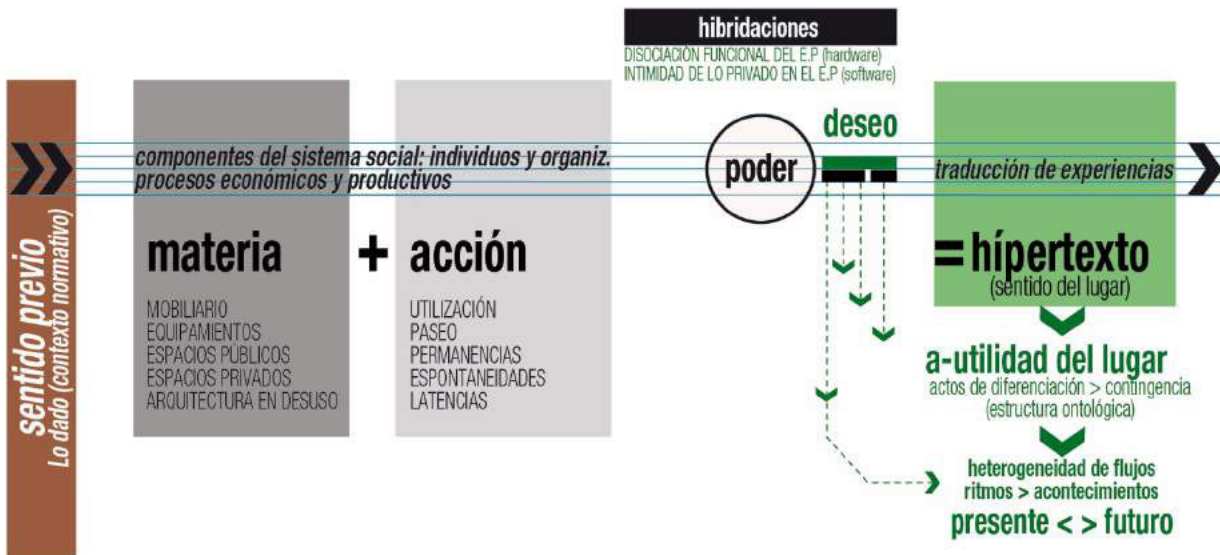 hibridaciones
DISOCIACIÓN FUNCIONAL DEL E.P (hardware)
INTIMIDAD DE LO PRIVADO EN EL E.P (software)
sentido previo
Lo dado (contexto normativo)
componentes del sistema social: individuos y organiz.
procesos económicos y productivos
materia
MOBILIARIO
EQUIPAMIENTOS
ESPACIOS PÚBLICOS
ESPACIOS PRIVADOS
ARQUITECTURA EN DESUSO
+
acción
UTILIZACIÓN
PASEO
PERMANENCIAS
ESPONTANEIDADES
LATENCIAS
poder
deseo
traducción de experiencias
= hípertexto
(sentido del lugar)
a-utilidad del lugar
actos de diferenciación > contingencia
(estructura ontológica)
heterogeneidad de flujos
ritmos > acontecimientos
presente < > futuro